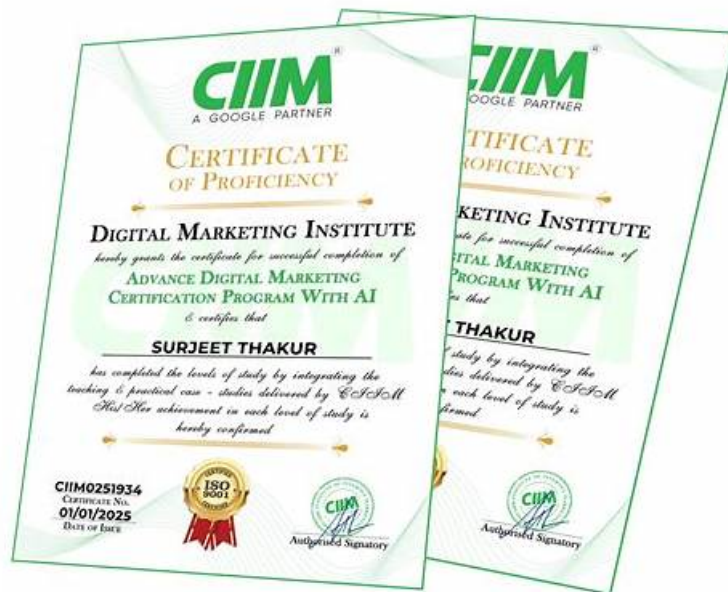 CIIM®
A GOOGLE PARTNER
CERTIFICATE
OF PROFICIENCY
DIGITAL MARKETING INSTITUTE
hereby grants the certificate for successful completion of
ADVANCE DIGITAL MARKETING
CERTIFICATION PROGRAM WITH AI
& certifies that
SURJEET THAKUR
has completed the levels of study by integrating the
teaching & practical case - studies delivered by CIIM
His/Her achievement in each level of study is
hereby confirmed
CIIM0251934
CERTIFICATE NO.
01/01/2025
DATE OF ISSUE
CERTIFIED
ISO
9001
CIIM
Authorised Signatory
CIIM®
GOOGLE PARTNER
TIFICATE
ROFICIENCY
KETING INSTITUTE
ate for successful completion of
GITAL MARKETING
PROGRAM WITH AI
ies that
T THAKUR
f study by integrating the
dies delivered by CIIM
n each level of study is
firmed
CIIM
Authorised Signatory